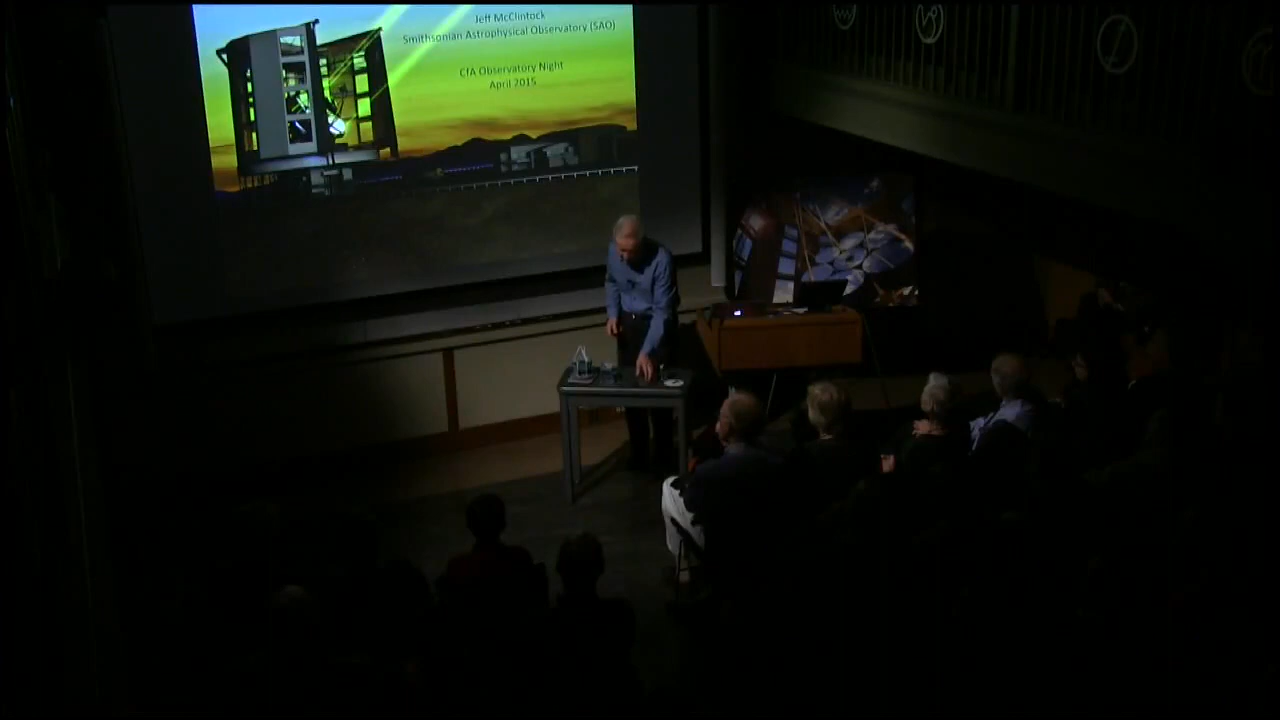 Jeff McClintock
Smithsonian Astrophysical Observatory (SAO)
CfA Observatory Night
April 2015